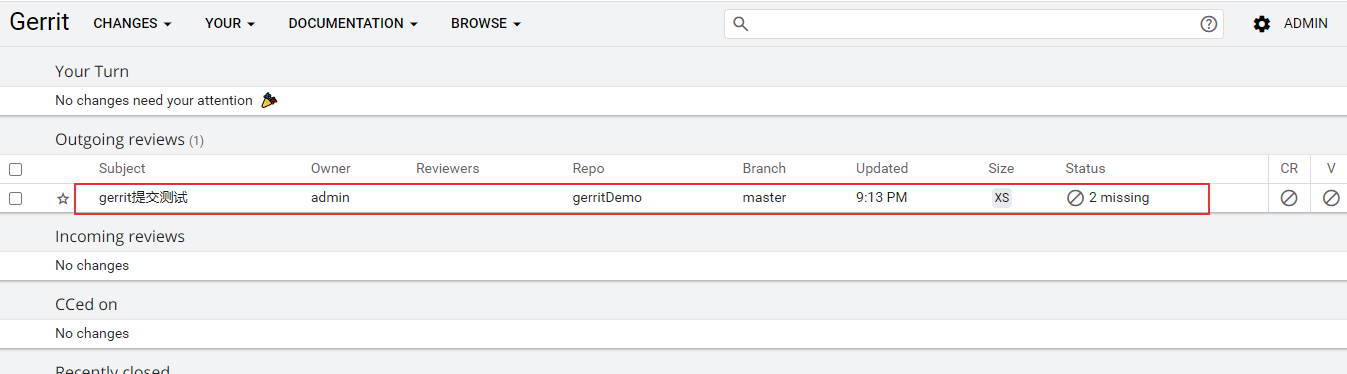 Gerrit CHANGES YOUR DOCUMENTATION BROWSE ADMIN
Your Turn
No changes need your attention
Outgoing reviews (1)
Subject Owner Reviewers Repo Branch Updated Size Status CR V
gerrit提交测试 admin gerritDemo master 9:13 PM XS 2 missing
Incoming reviews
No changes
CCed on
No changes
Recently closed